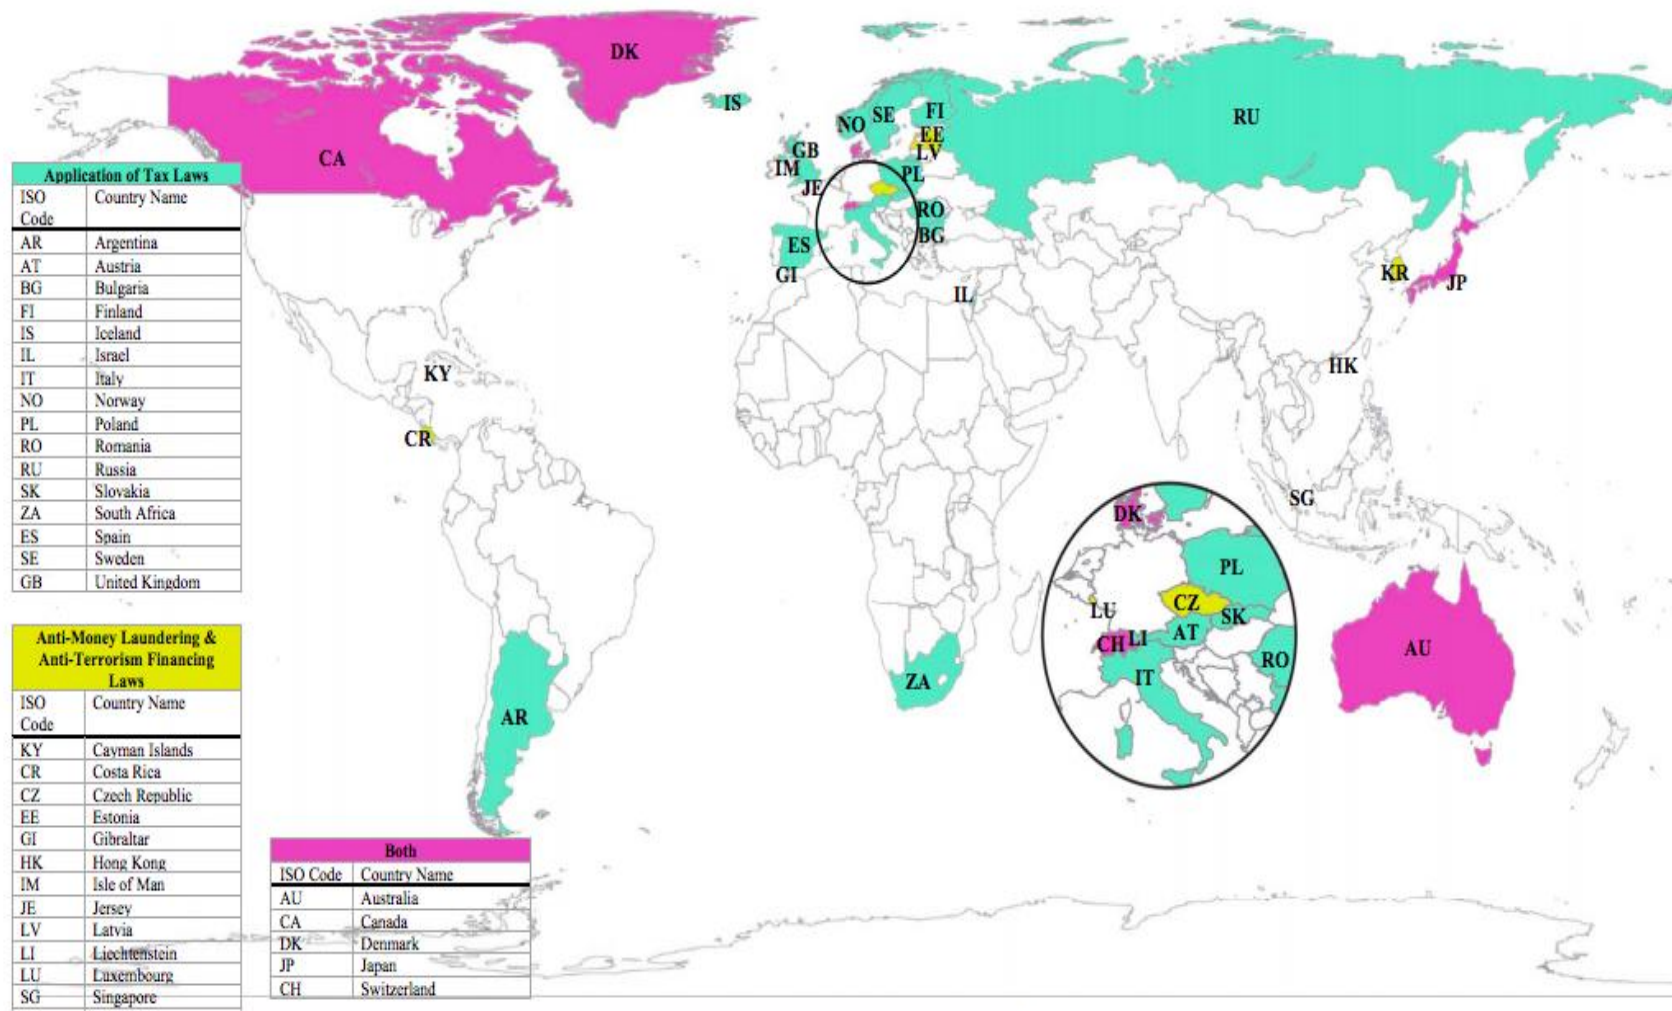 DK
IS
CA
NO
SE
FI
RU
EE
LV
GB
IM
JE
PL
RO
BG
ES
GI
IL
KR
JP
HK
KY
CR
SG
AR
ZA
AU
DK
PL
LU
CZ
SK
CH
LI
AT
RO
IT
Application of Tax Laws
ISO Code Country Name
AR Argentina
AT Austria
BG Bulgaria
FI Finland
IS Iceland
IL Israel
IT Italy
NO Norway
PL Poland
RO Romania
RU Russia
SK Slovakia
ZA South Africa
ES Spain
SE Sweden
GB United Kingdom
Anti-Money Laundering &
Anti-Terrorism Financing
Laws
ISO Code Country Name
KY Cayman Islands
CR Costa Rica
CZ Czech Republic
EE Estonia
GI Gibraltar
HK Hong Kong
IM Isle of Man
JE Jersey
LV Latvia
LI Liechtenstein
LU Luxembourg
SG Singapore
Both
ISO Code Country Name
AU Australia
CA Canada
DK Denmark
JP Japan
CH Switzerland